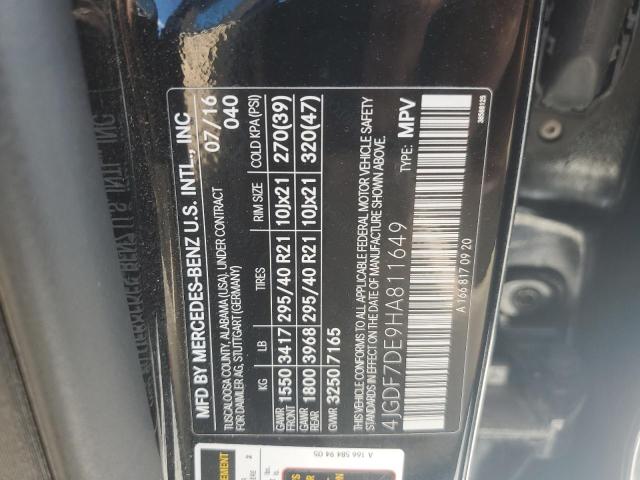 MFD BY MERCEDES-BENZ U.S. INTL., INC
TUSCALOOSA COUNTY, ALABAMA (USA), UNDER CONTRACT
FOR DAIMLER AG, STUTTGART (GERMANY)
07/16
040
KG LB TIRES RIM SIZE COLD KPA (PSI)
GAWR FRONT 1550 3417 295/40 R21 10Jx21 270(39)
GAWR REAR 1800 3968 295/40 R21 10Jx21 320(47)
GVWR 3250 7165
THIS VEHICLE CONFORMS TO ALL APPLICABLE FEDERAL MOTOR VEHICLE SAFETY
STANDARDS IN EFFECT ON THE DATE OF MANUFACTURE SHOWN ABOVE.
4JGDF7DE9HA811649 TYPE: MPV
A 166 817 09 20
38588125
A 166 584 94 05